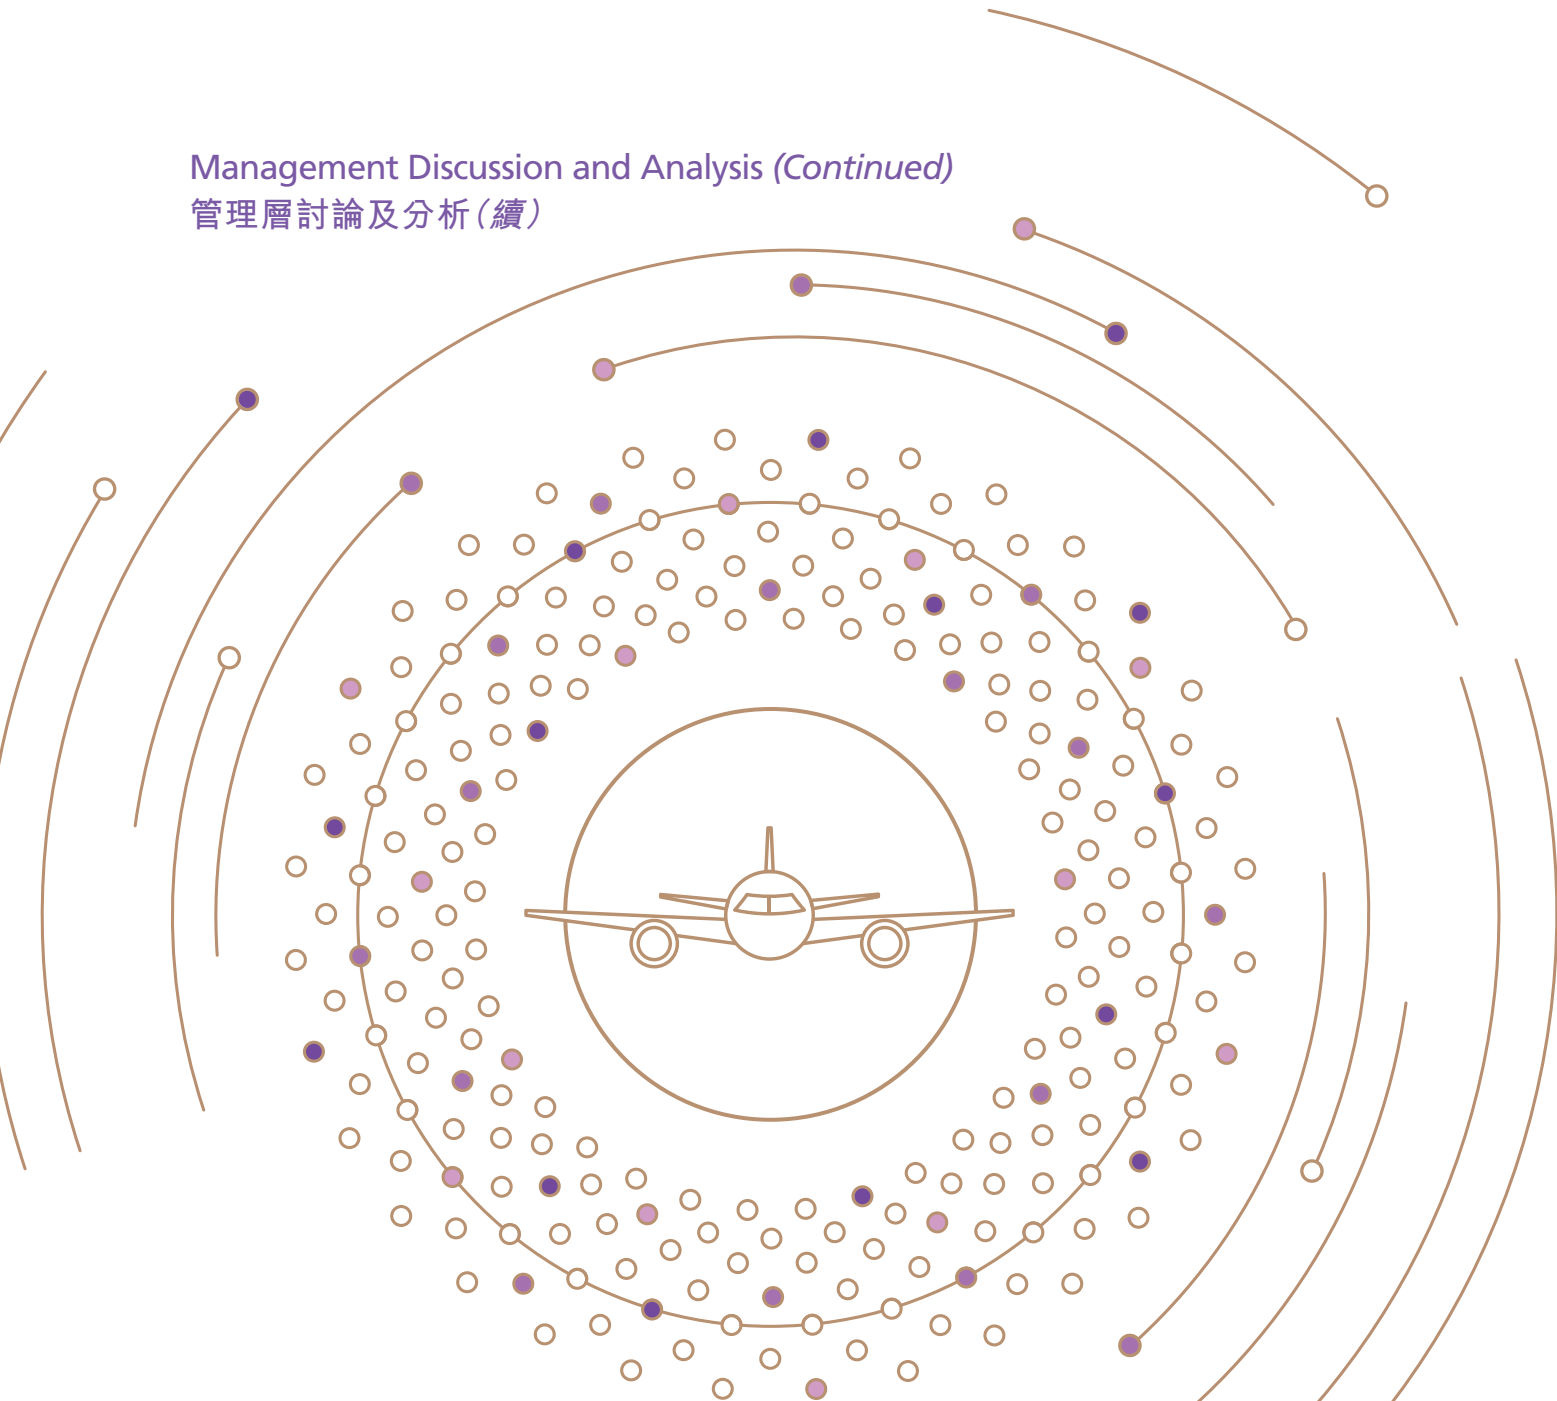 Management Discussion and Analysis (Continued)
管理層討論及分析（續）